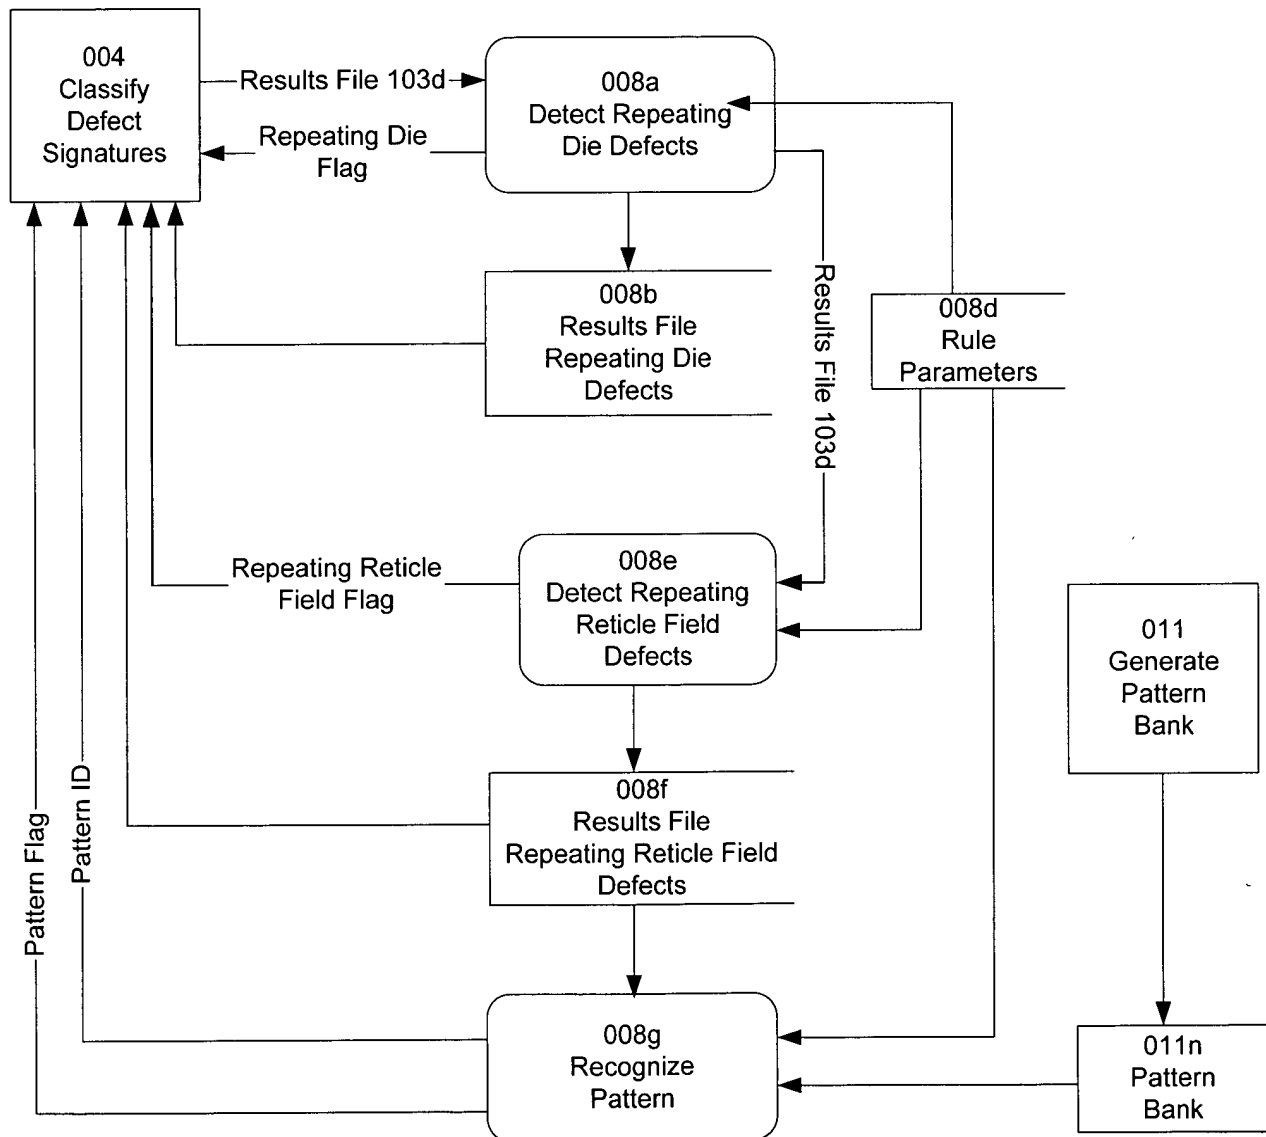 004
Classify
Defect
Signatures
Results File 103d
Repeating Die
Flag
008a
Detect Repeating
Die Defects
008b
Results File
Repeating Die
Defects
Results File 103d
008d
Rule
Parameters
Repeating Reticle
Field Flag
008e
Detect Repeating
Reticle Field
Defects
011
Generate
Pattern
Bank
008f
Results File
Repeating Reticle Field
Defects
Pattern Flag
Pattern ID
008g
Recognize
Pattern
011n
Pattern
Bank